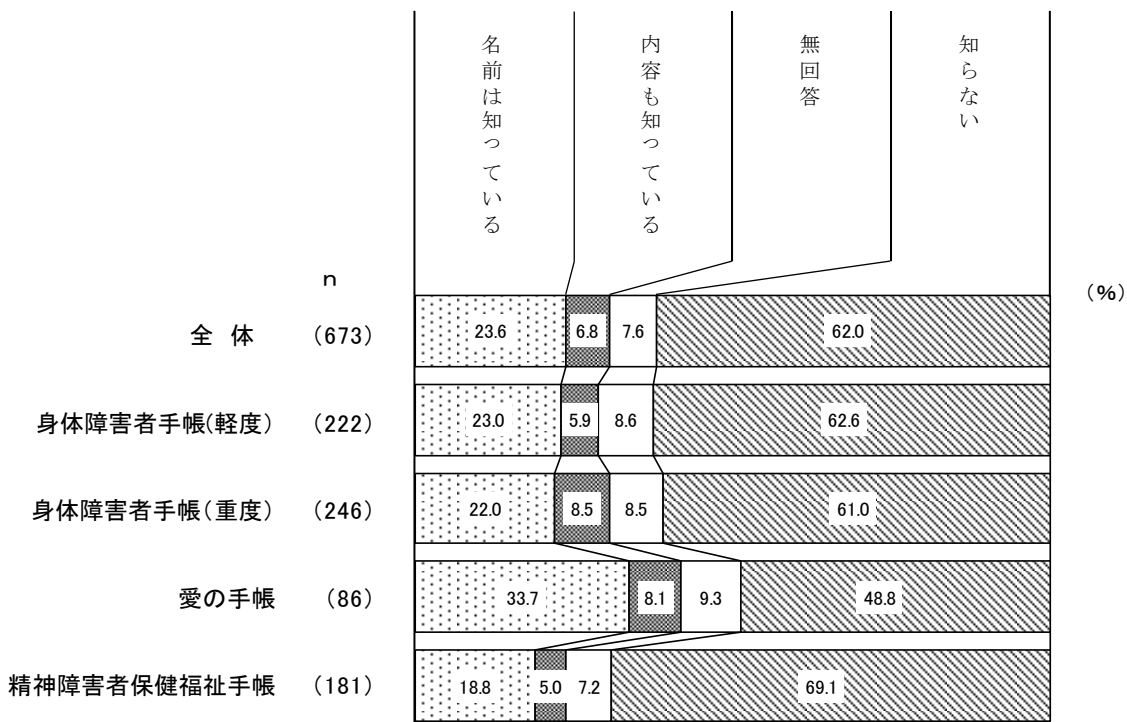 名前は知っている
内容も知っている
無回答
知らない
n
(%)
全 体 (673) 23.6 6.8 7.6 62.0
身体障害者手帳(軽度) (222) 23.0 5.9 8.6 62.6
身体障害者手帳(重度) (246) 22.0 8.5 8.5 61.0
愛の手帳 (86) 33.7 8.1 9.3 48.8
精神障害者保健福祉手帳 (181) 18.8 5.0 7.2 69.1